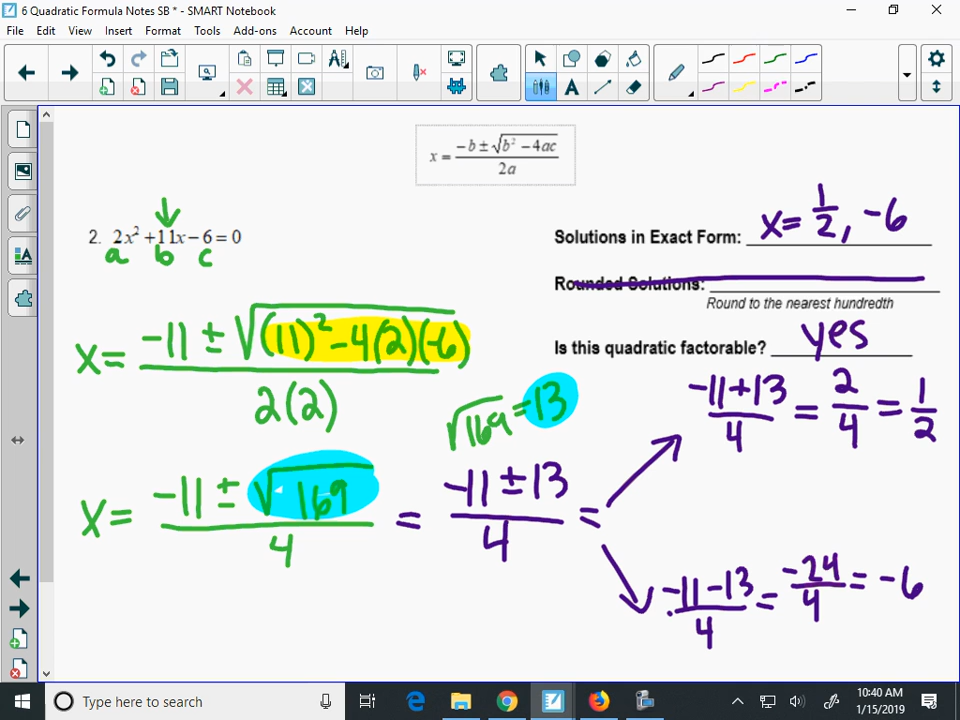 6 Quadratic Formula Notes SB * - SMART Notebook
File Edit View Insert Format Tools Add-ons Account Help
x = (-b ± √(b² - 4ac)) / 2a
2. 2x² + 11x - 6 = 0
a b c
Solutions in Exact Form: x = 1/2, -6
Rounded Solutions:
Round to the nearest hundredth
Is this quadratic factorable? yes
x = (-11 ± √((11)² - 4(2)(-6))) / 2(2)
√169 = 13
(-11 + 13) / 4 = 2/4 = 1/2
x = (-11 ± √169) / 4 = (-11 ± 13) / 4 =
(-11 - 13) / 4 = -24/4 = -6
Type here to search
10:40 AM
1/15/2019